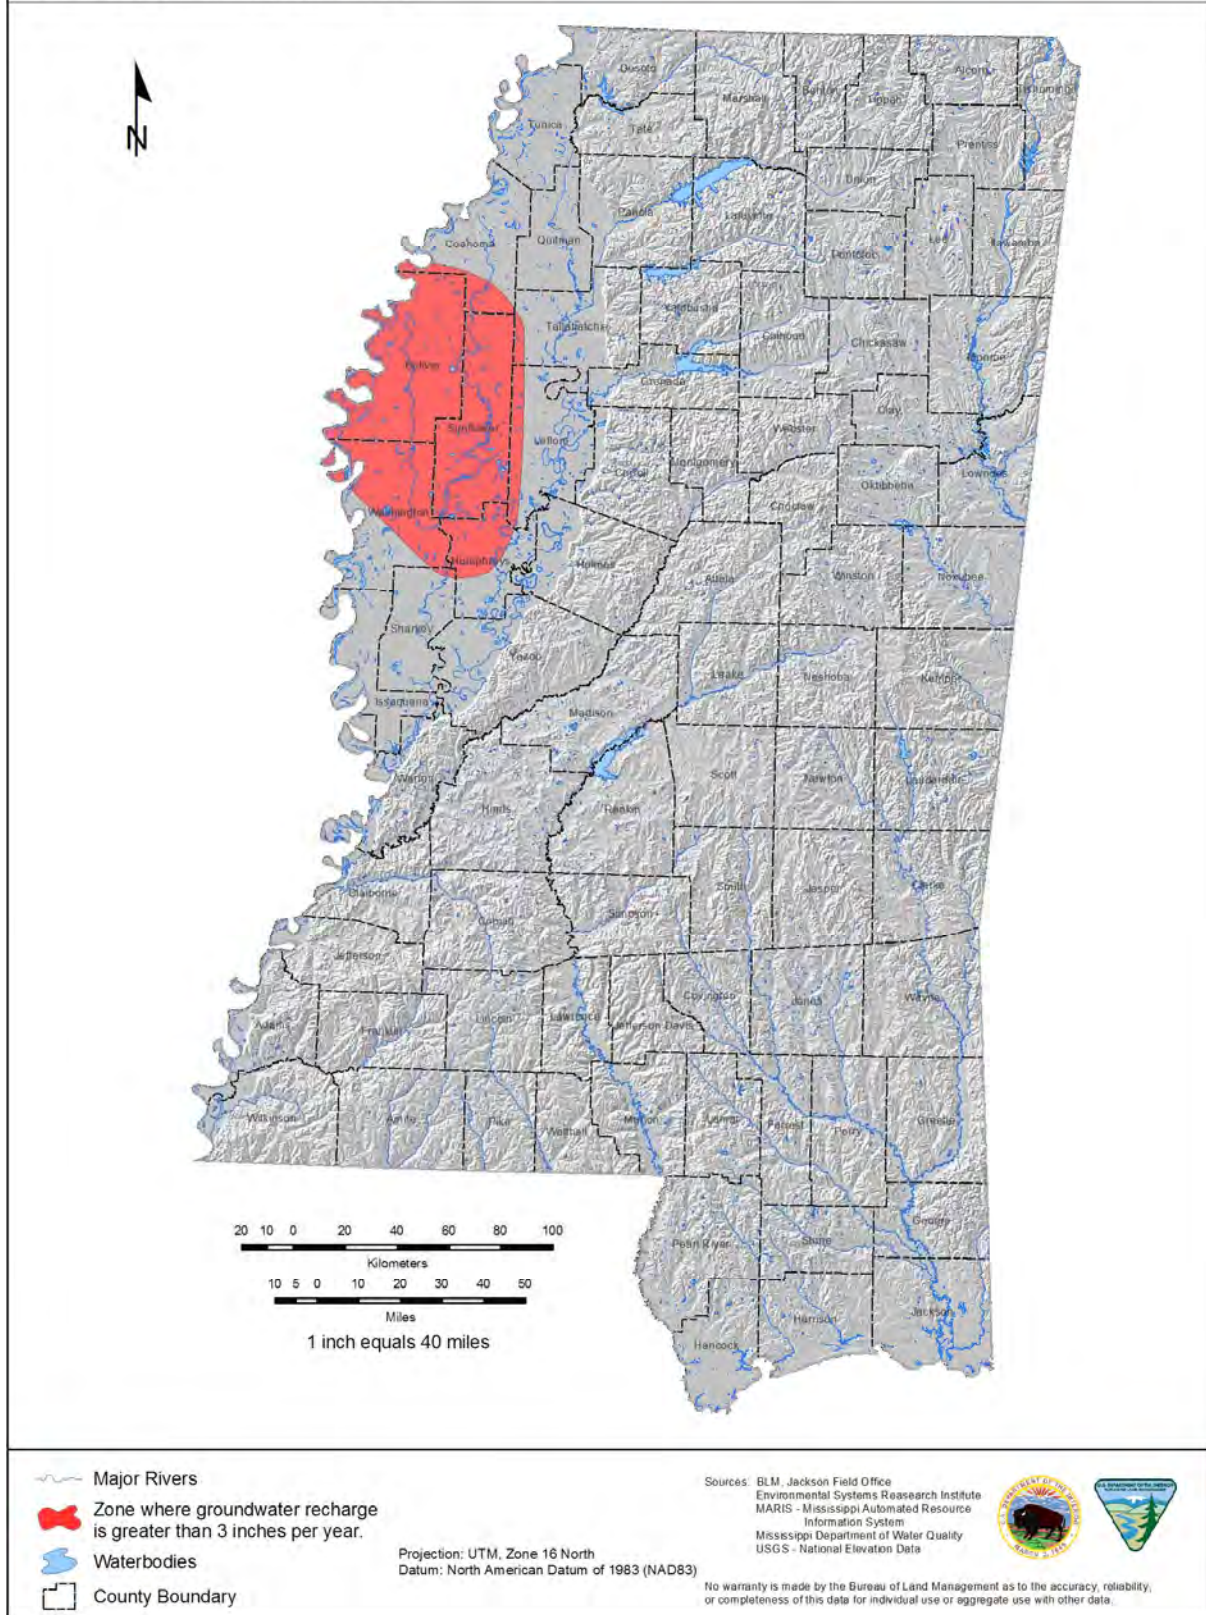 N
Desoto
Marshall
Benton
Tippah
Alcorn
Tishomingo
Tunica
Tate
Prentiss
Union
Panola
Lafayette
Coahoma
Quitman
Pontotoc
Lee
Itawamba
Yalobusha
Tallahatchie
Calhoun
Chickasaw
Monroe
Bolivar
Grenada
Clay
Sunflower
Leflore
Webster
Carroll
Montgomery
Lowndes
Oktibbeha
Washington
Choctaw
Humphreys
Holmes
Attala
Winston
Noxubee
Sharkey
Yazoo
Leake
Neshoba
Kemper
Issaquena
Madison
Warren
Scott
Newton
Lauderdale
Hinds
Rankin
Claiborne
Smith
Jasper
Clarke
Copiah
Simpson
Jefferson
Covington
Jones
Wayne
Adams
Franklin
Lincoln
Lawrence
Jefferson Davis
Wilkinson
Amite
Pike
Walthall
Marion
Lamar
Forrest
Perry
Greene
George
Pearl River
Stone
Jackson
Harrison
Hancock
20 10 0 20 40 60 80 100
Kilometers
10 5 0 10 20 30 40 50
Miles
1 inch equals 40 miles
Major Rivers
Zone where groundwater recharge
is greater than 3 inches per year.
Waterbodies
County Boundary
Projection: UTM, Zone 16 North
Datum: North American Datum of 1983 (NAD83)
Sources: BLM, Jackson Field Office
Environmental Systems Reasearch Institute
MARIS - Mississippi Automated Resource
Information System
Mississippi Department of Water Quality
USGS - National Elevation Data
U.S. DEPARTMENT OF THE INTERIOR
MARCH 3, 1849
No warranty is made by the Bureau of Land Management as to the accuracy, reliability,
or completeness of this data for individual use or aggregate use with other data.